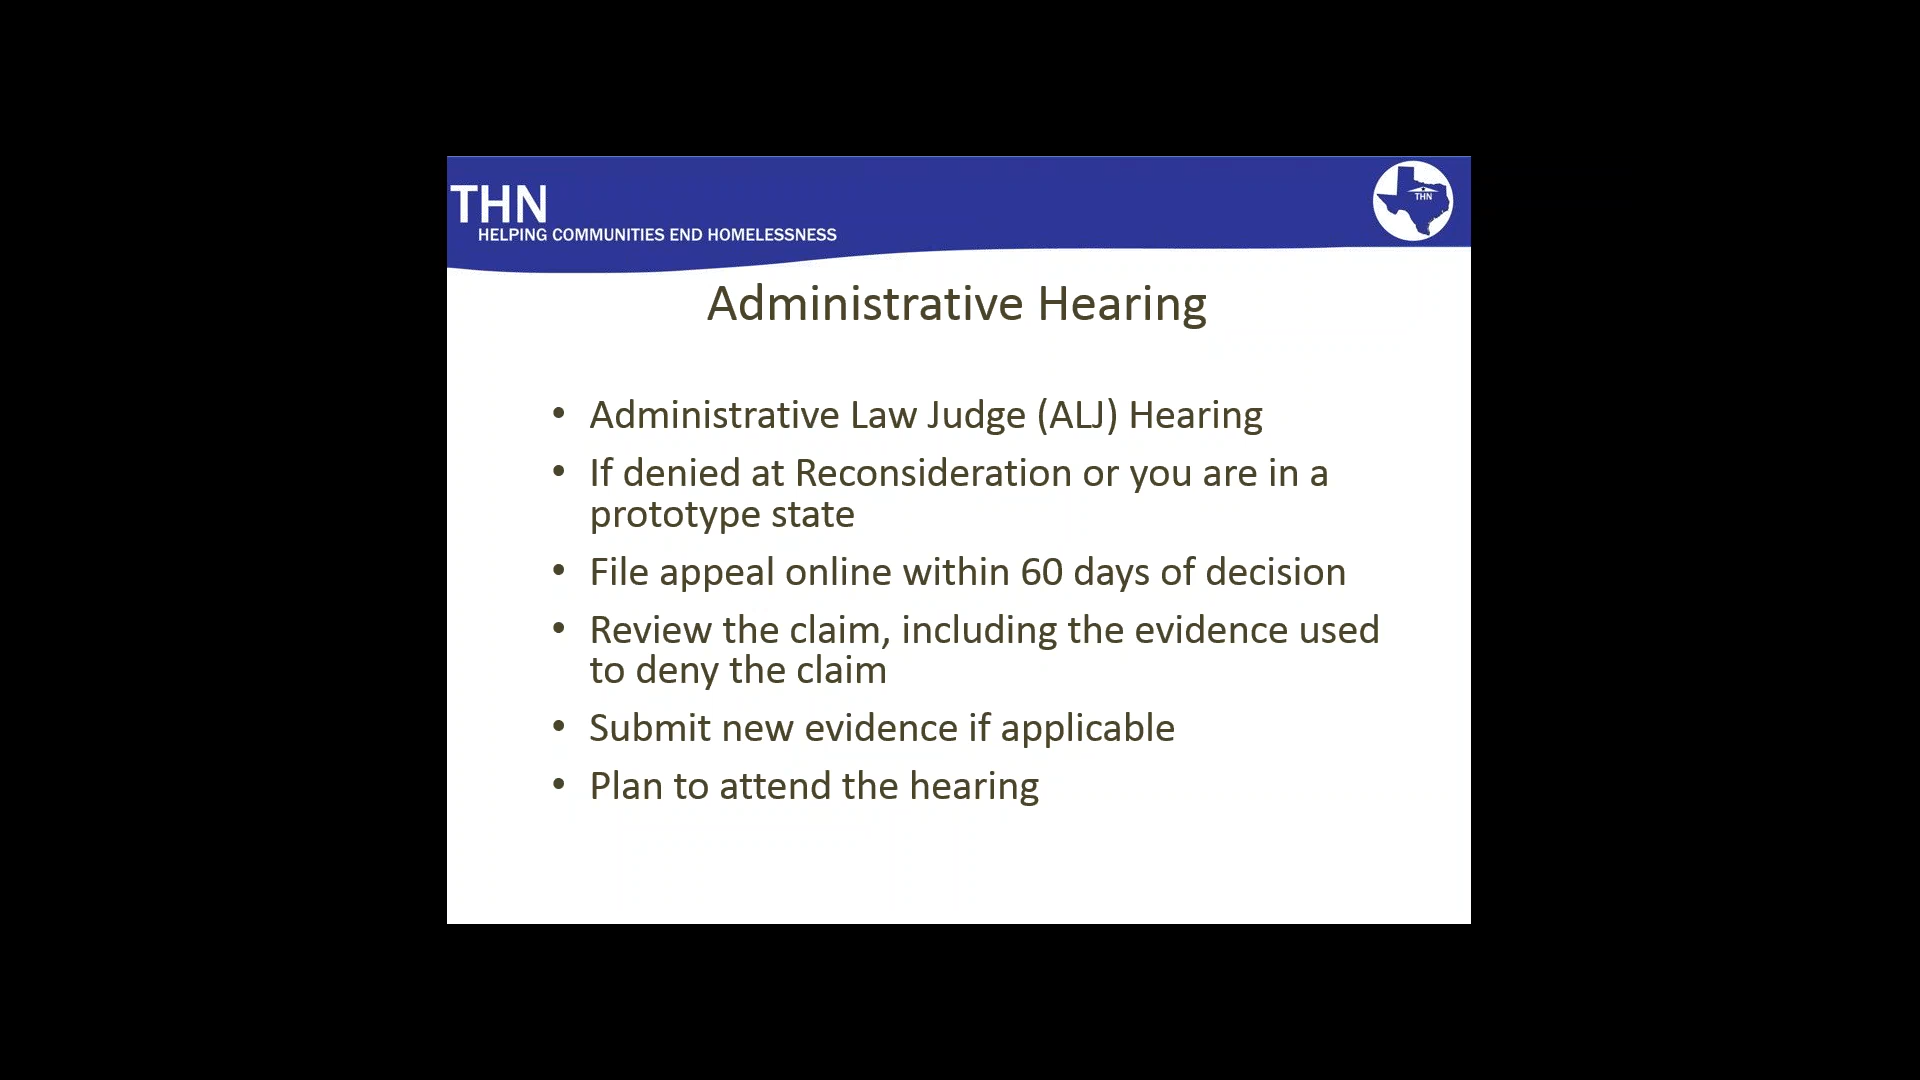 THN
HELPING COMMUNITIES END HOMELESSNESS
THN
Administrative Hearing
• Administrative Law Judge (ALJ) Hearing
• If denied at Reconsideration or you are in a
prototype state
• File appeal online within 60 days of decision
• Review the claim, including the evidence used
to deny the claim
• Submit new evidence if applicable
• Plan to attend the hearing